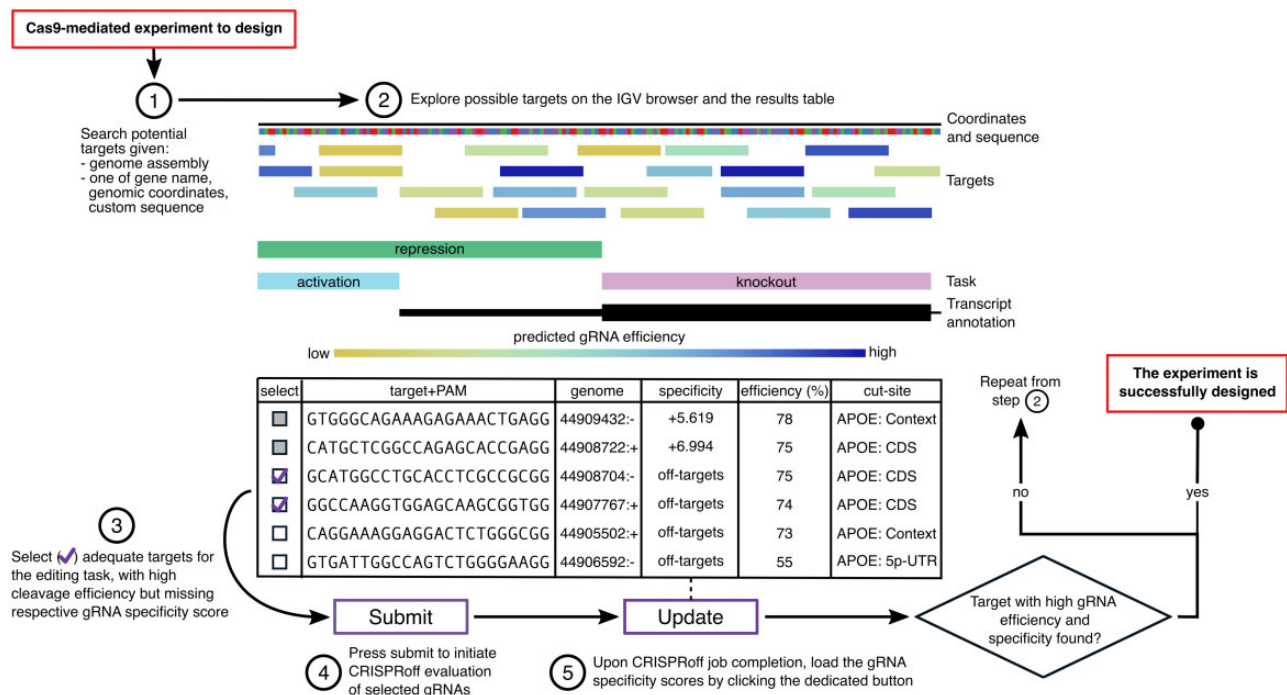 Cas9-mediated experiment to design
1
Search potential
targets given:
- genome assembly
- one of gene name,
genomic coordinates,
custom sequence
2
Explore possible targets on the IGV browser and the results table
Coordinates
and sequence
Targets
repression
activation
knockout
Task
Transcript
annotation
predicted gRNA efficiency
low
high
select target+PAM genome specificity efficiency (%) cut-site
GTGGGCAGAAAGAGAAACTGAGG 44909432:- +5.619 78 APOE: Context
CATGCTCGGCCAGAGCACCGAGG 44908722:+ +6.994 75 APOE: CDS
GCATGGCCTGCACCTCGCCGCGG 44908704:- off-targets 75 APOE: CDS
GGCCAAGGTGGAGCAAGCGGTGG 44907767:+ off-targets 74 APOE: CDS
CAGGAAAGGAGGACTCTGGGCGG 44905502:+ off-targets 73 APOE: Context
GTGATTGGCCAGTCTGGGGAAGG 44906592:- off-targets 55 APOE: 5p-UTR
3
Select (✓) adequate targets for
the editing task, with high
cleavage efficiency but missing
respective gRNA specificity score
Submit
4
Press submit to initiate
CRISPRoff evaluation
of selected gRNAs
Update
5
Upon CRISPRoff job completion, load the gRNA
specificity scores by clicking the dedicated button
Target with high gRNA
efficiency and
specificity found?
no
yes
Repeat from
step 2
The experiment is
successfully designed